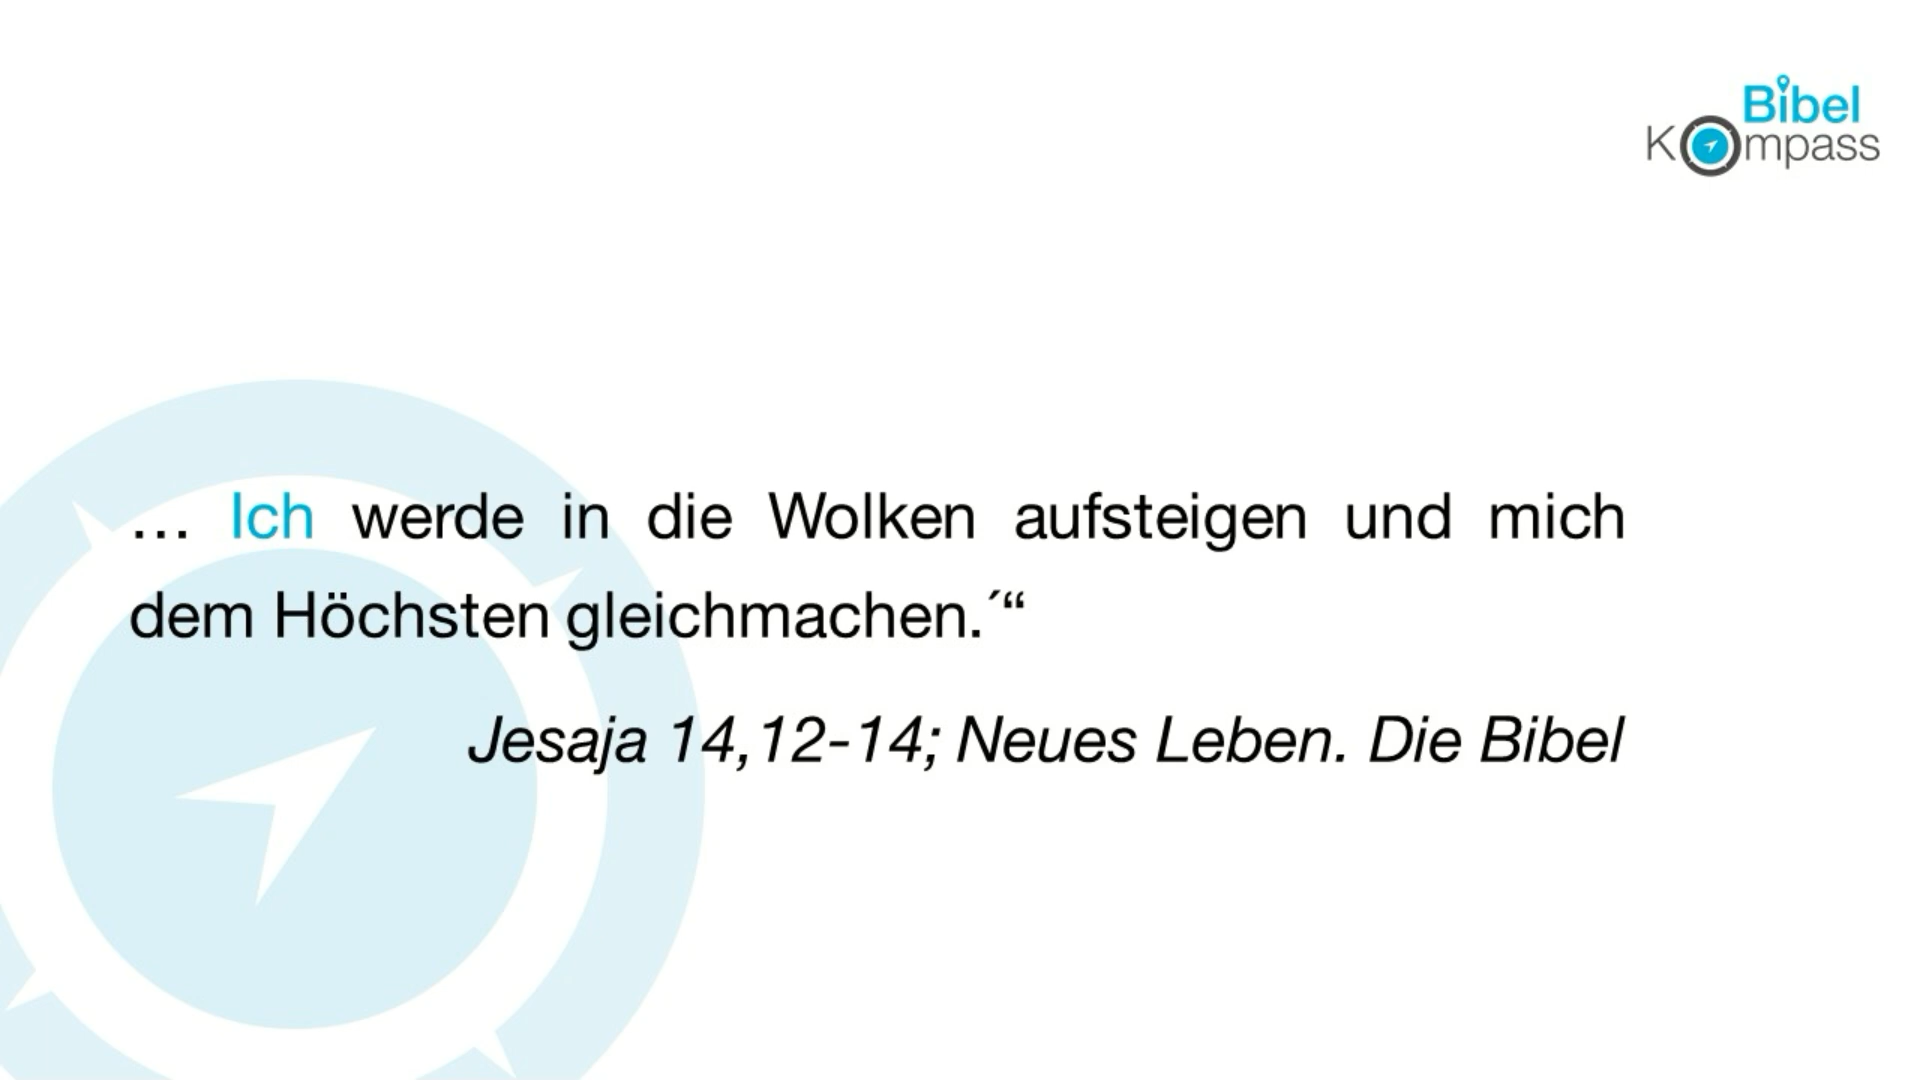 Bibel
Kompass
… Ich werde in die Wolken aufsteigen und mich
dem Höchsten gleichmachen.´“
Jesaja 14,12-14; Neues Leben. Die Bibel